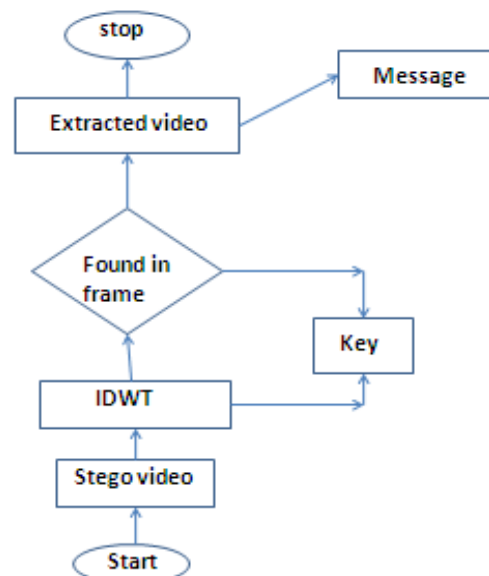 stop
Message
Extracted video
Found in
frame
Key
IDWT
Stego video
Start